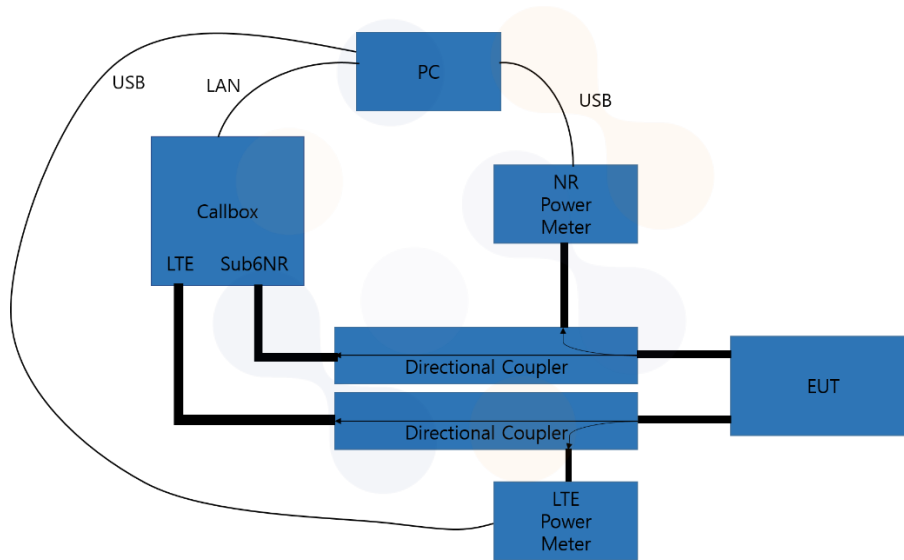 PC
USB
LAN
USB
NR
Power
Meter
Callbox
LTE Sub6NR
Directional Coupler
EUT
Directional Coupler
LTE
Power
Meter